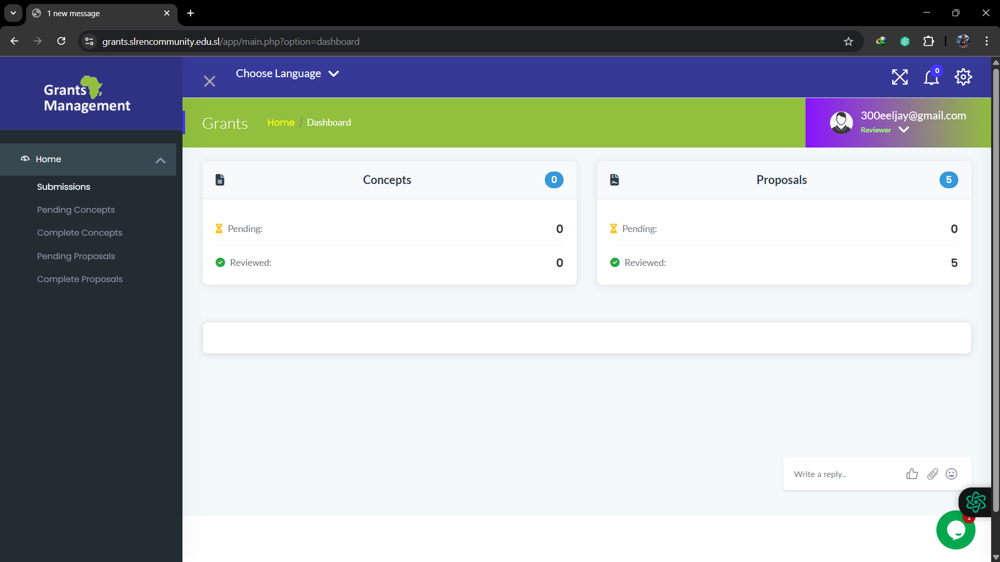 1 new message
grants.slrencommunity.edu.sl/app/main.php?option=dashboard
Grants
Management
Choose Language
0
Grants
Home / Dashboard
300eeljay@gmail.com
Reviewer
Home
Submissions
Pending Concepts
Complete Concepts
Pending Proposals
Complete Proposals
Concepts
0
Pending:
0
Reviewed:
0
Proposals
5
Pending:
0
Reviewed:
5
Write a reply..
1